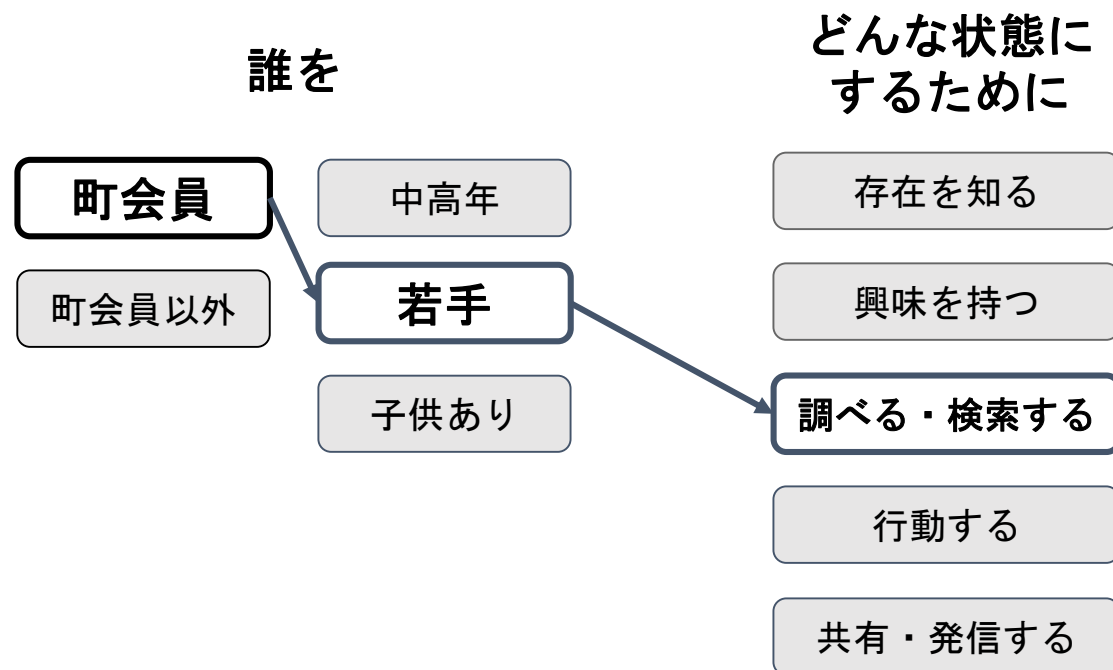 誰を
どんな状態に
するために
町会員
町会員以外
中高年
若手
子供あり
存在を知る
興味を持つ
調べる・検索する
行動する
共有・発信する